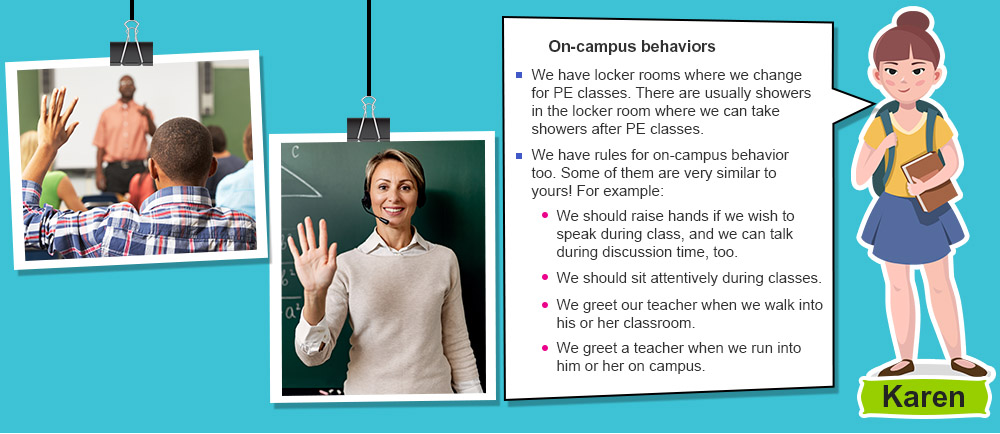 On-campus behaviors
We have locker rooms where we change
for PE classes. There are usually showers
in the locker room where we can take
showers after PE classes.
We have rules for on-campus behavior
too. Some of them are very similar to
yours! For example:
We should raise hands if we wish to
speak during class, and we can talk
during discussion time, too.
We should sit attentively during classes.
We greet our teacher when we walk into
his or her classroom.
We greet a teacher when we run into
him or her on campus.
Karen
C
a²